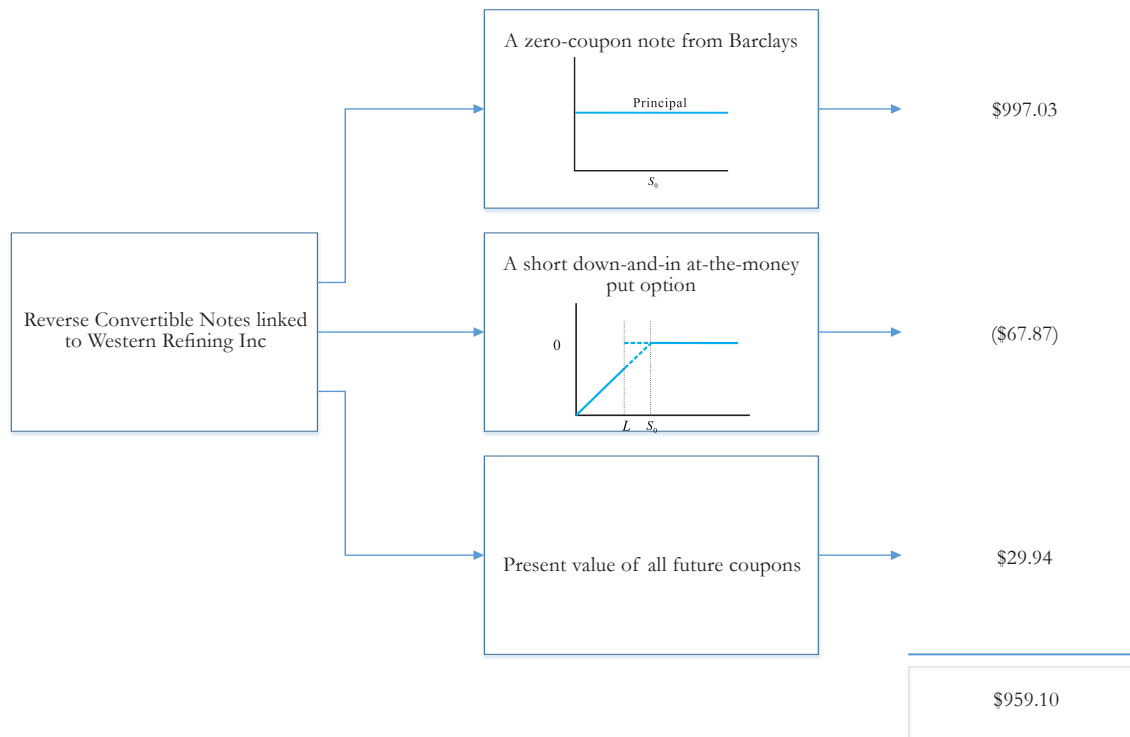 A zero-coupon note from Barclays
Principal
S₀
$997.03
Reverse Convertible Notes linked
to Western Refining Inc
A short down-and-in at-the-money
put option
0
L S₀
($67.87)
Present value of all future coupons
$29.94
$959.10